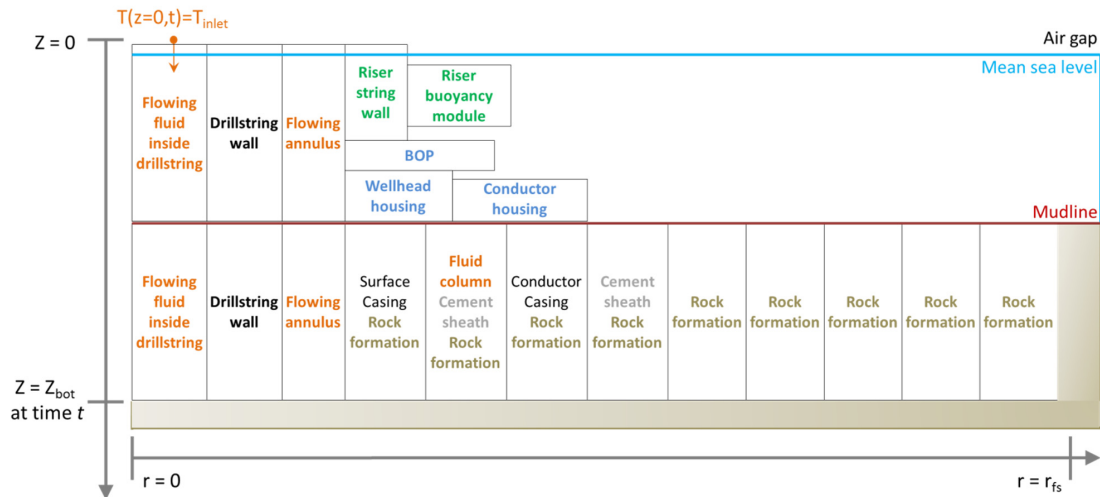 T(z=0,t)=Tinlet
Z = 0
Air gap
Mean sea level
Flowing
fluid
inside
drillstring
Drillstring
wall
Flowing
annulus
Riser
string
wall
Riser
buoyancy
module
BOP
Wellhead
housing
Conductor
housing
Mudline
Flowing
fluid
inside
drillstring
Drillstring
wall
Flowing
annulus
Surface
Casing
Rock
formation
Fluid
column
Cement
sheath
Rock
formation
Conductor
Casing
Rock
formation
Cement
sheath
Rock
formation
Rock
formation
Rock
formation
Rock
formation
Rock
formation
Rock
formation
Z = Zbot
at time t
r = 0
r = rfs